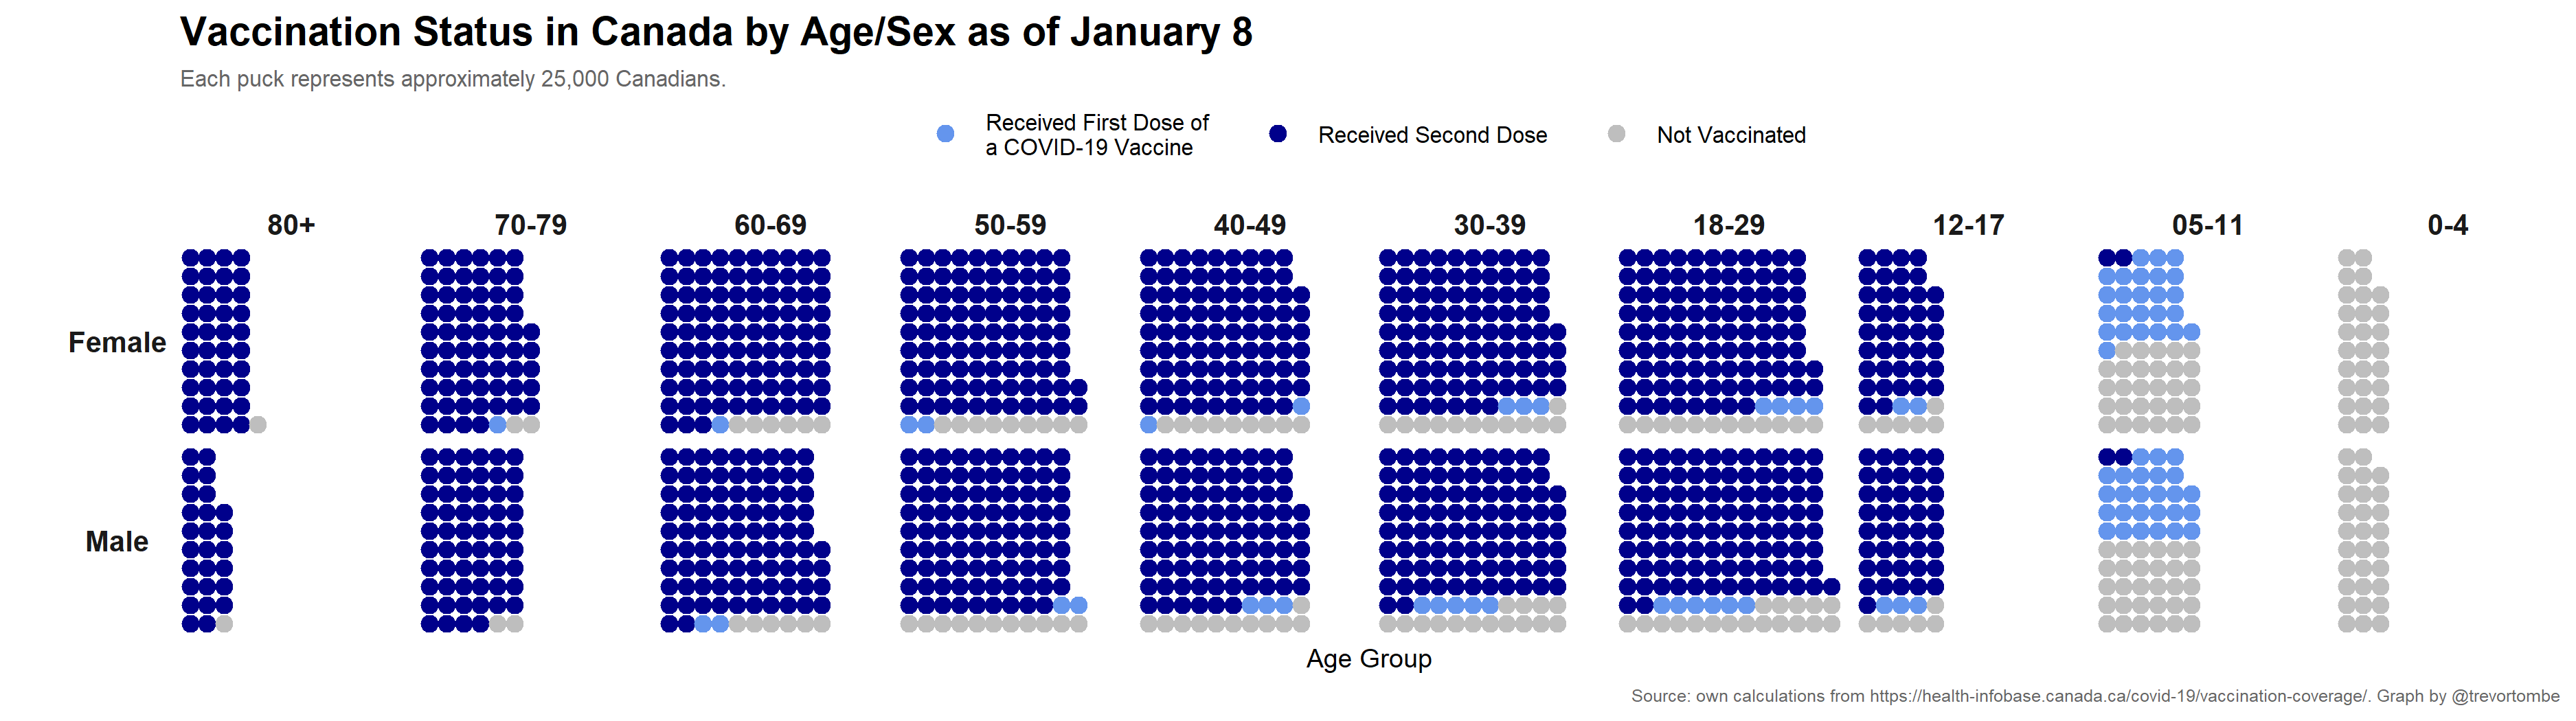 Vaccination Status in Canada by Age/Sex as of January 8
Each puck represents approximately 25,000 Canadians.
Received First Dose of
a COVID-19 Vaccine
Received Second Dose
Not Vaccinated
80+ 70-79 60-69 50-59 40-49 30-39 18-29 12-17 05-11 0-4
Female
Male
Age Group
Source: own calculations from https://health-infobase.canada.ca/covid-19/vaccination-coverage/. Graph by @trevortombe